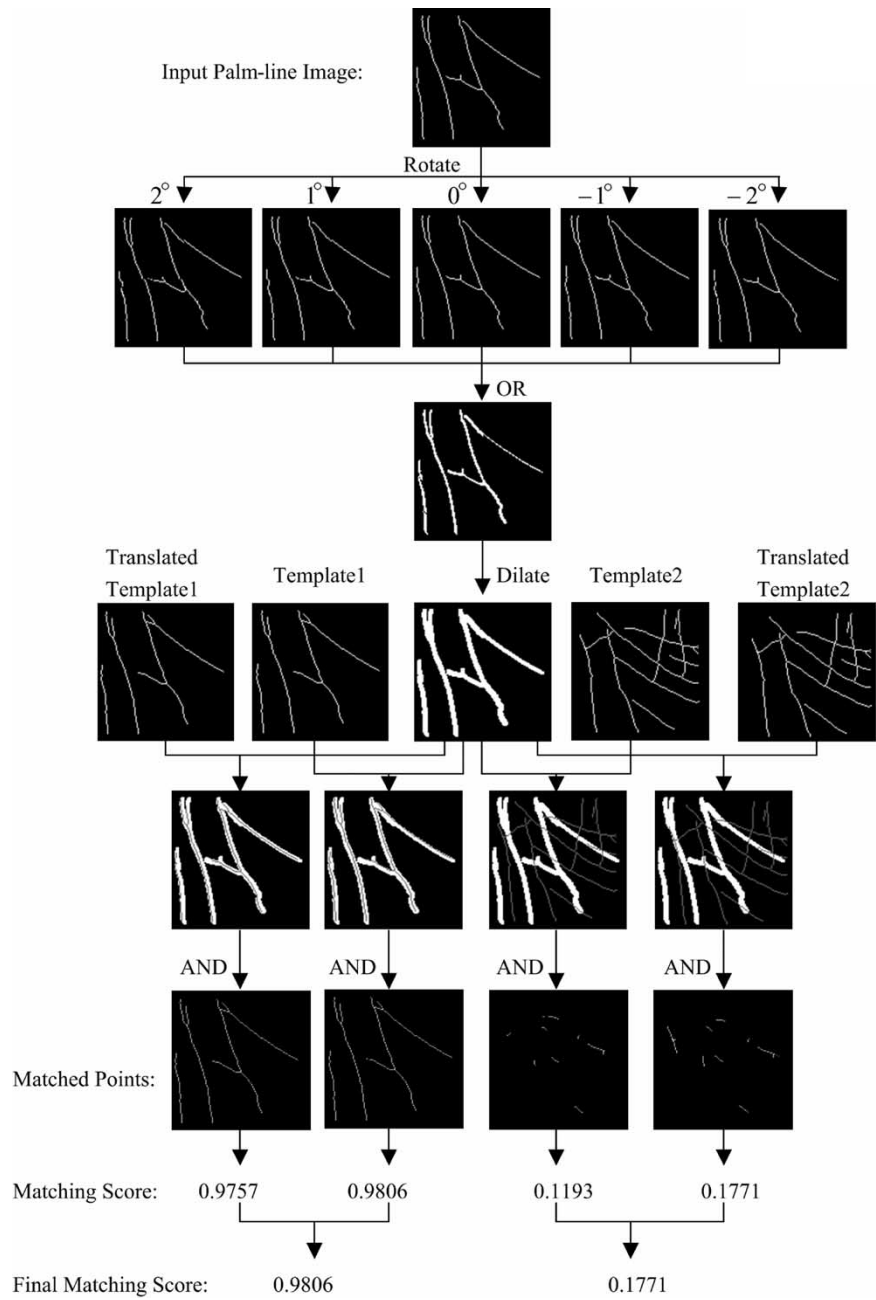 Input Palm-line Image:
Rotate
2° 1° 0° −1° −2°
OR
Translated Template1
Template1
Dilate
Template2
Translated Template2
AND AND AND AND
Matched Points:
Matching Score: 0.9757 0.9806 0.1193 0.1771
Final Matching Score: 0.9806 0.1771